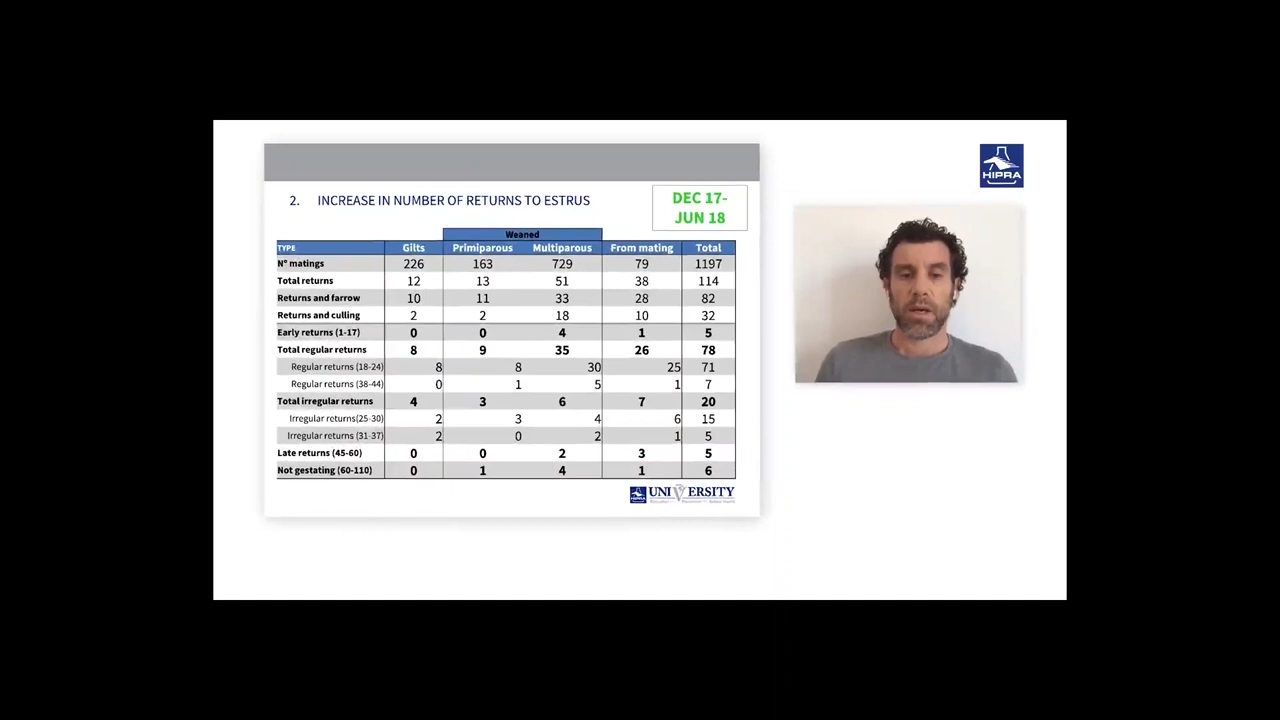 HIPRA
2. INCREASE IN NUMBER OF RETURNS TO ESTRUS
DEC 17-
JUN 18
Weaned
TYPE Gilts Primiparous Multiparous From mating Total
Nº matings 226 163 729 79 1197
Total returns 12 13 51 38 114
Returns and farrow 10 11 33 28 82
Returns and culling 2 2 18 10 32
Early returns (1-17) 0 0 4 1 5
Total regular returns 8 9 35 26 78
Regular returns (18-24) 8 8 30 25 71
Regular returns (38-44) 0 1 5 1 7
Total irregular returns 4 3 6 7 20
Irregular returns(25-30) 2 3 4 6 15
Irregular returns (31-37) 2 0 2 1 5
Late returns (45-60) 0 0 2 3 5
Not gestating (60-110) 0 1 4 1 6
HIPRA UNIVERSITY